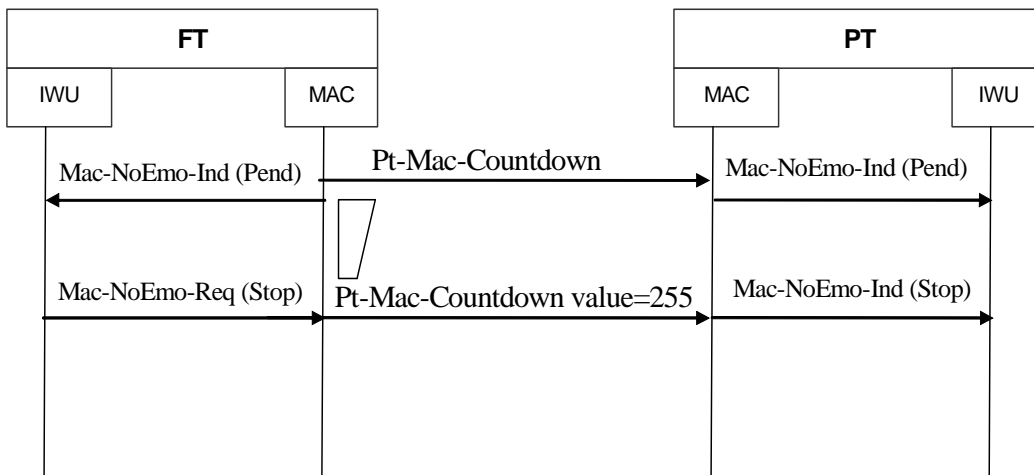 FT
PT
IWU
MAC
MAC
IWU
Mac-NoEmo-Ind (Pend)
Pt-Mac-Countdown
Mac-NoEmo-Ind (Pend)
Mac-NoEmo-Req (Stop)
Pt-Mac-Countdown value=255
Mac-NoEmo-Ind (Stop)